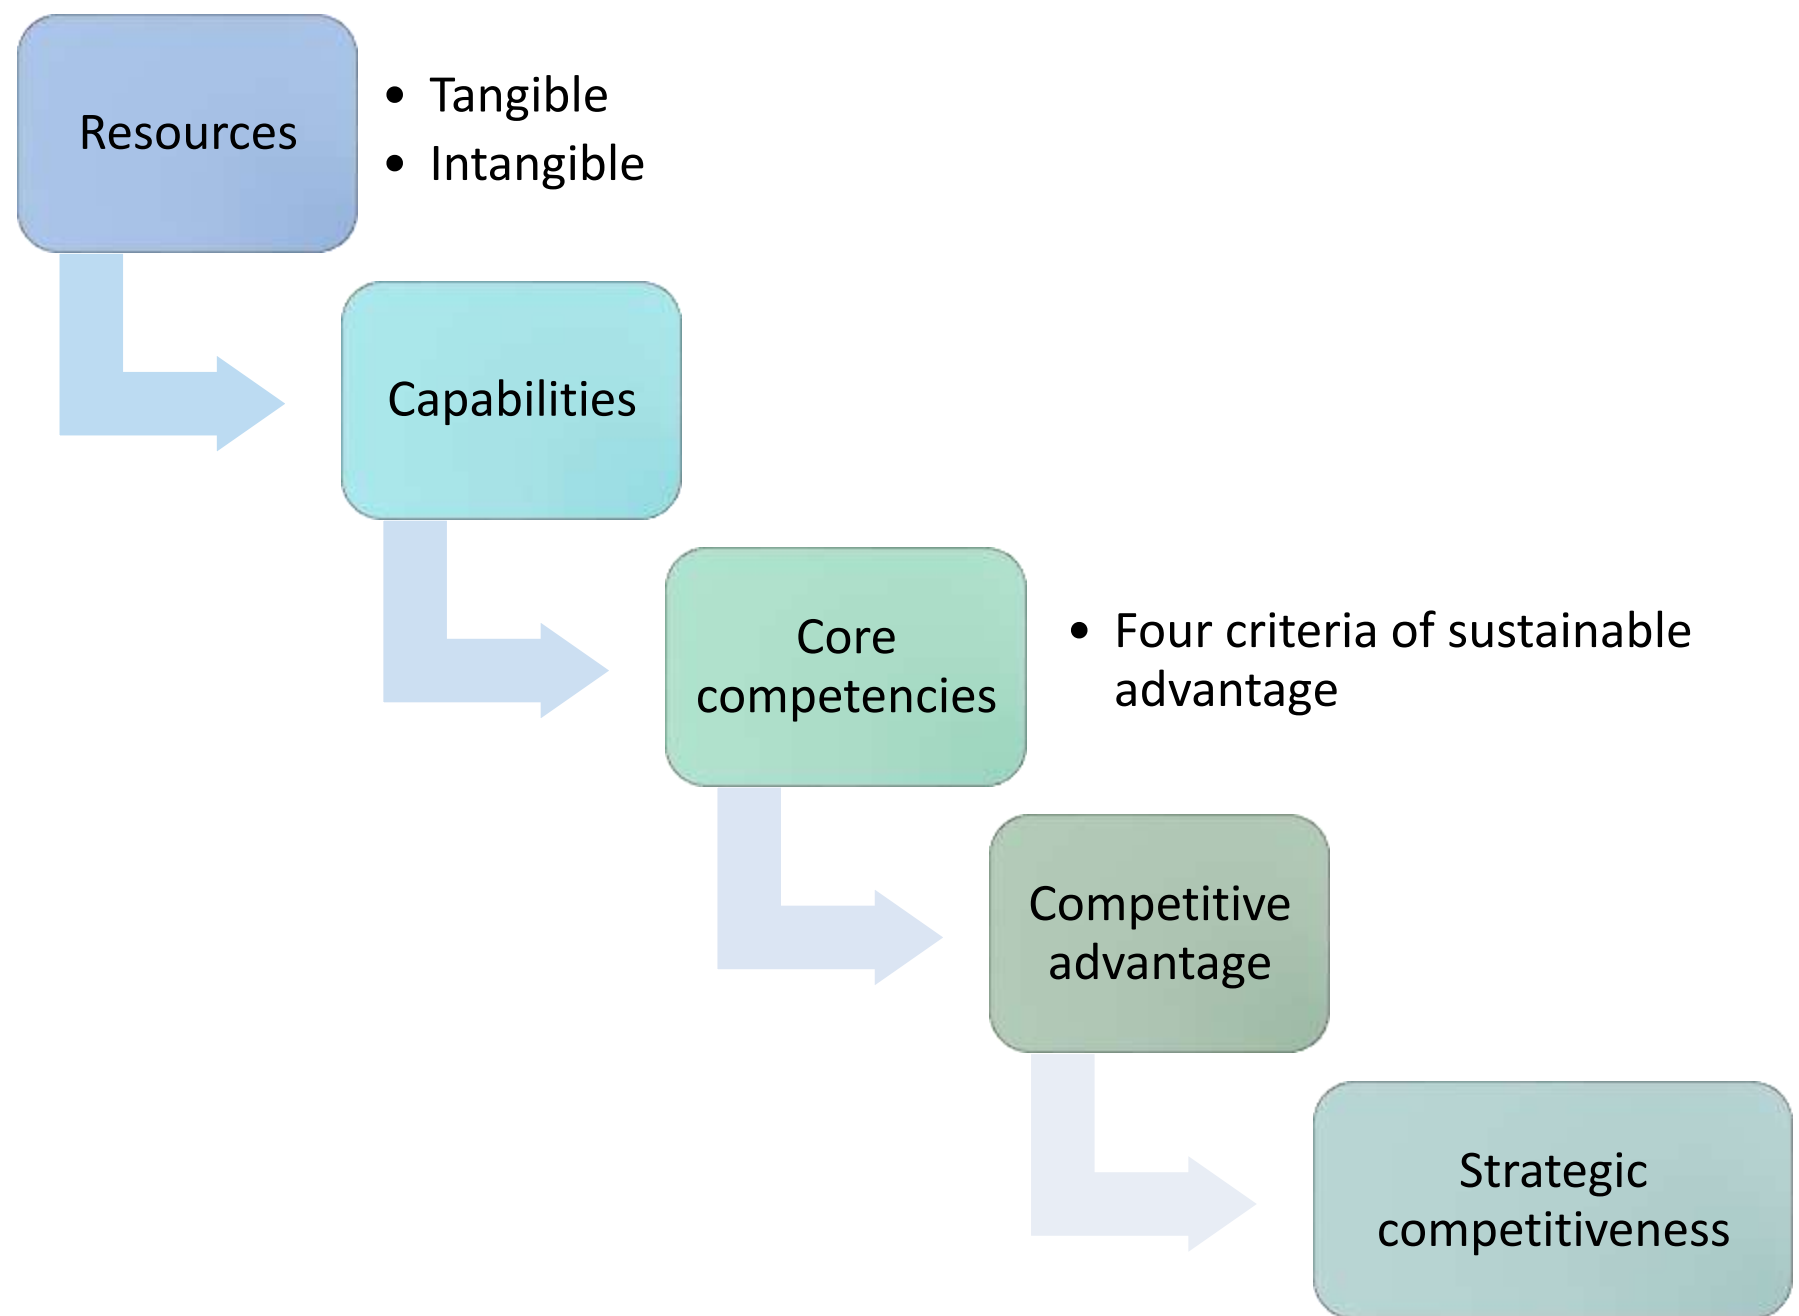 Resources
• Tangible
• Intangible
Capabilities
Core
competencies
• Four criteria of sustainable
advantage
Competitive
advantage
Strategic
competitiveness